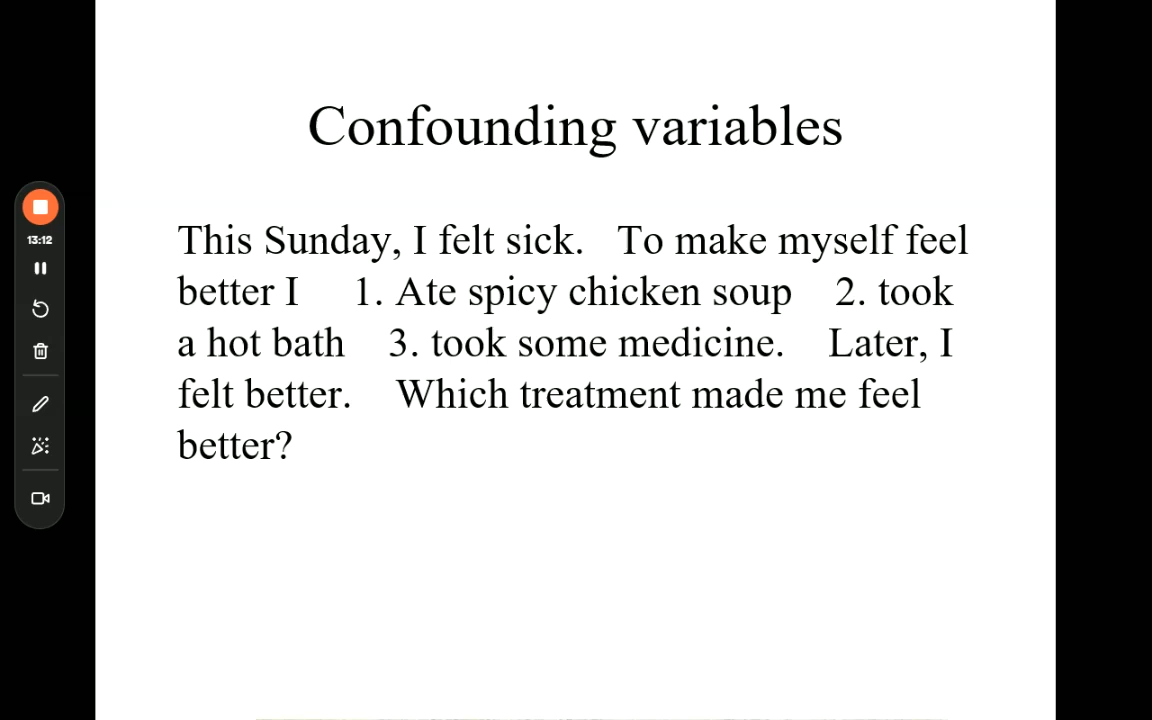 Confounding variables
13:12
This Sunday, I felt sick.   To make myself feel
better I     1. Ate spicy chicken soup    2. took
a hot bath    3. took some medicine.    Later, I
felt better.    Which treatment made me feel
better?